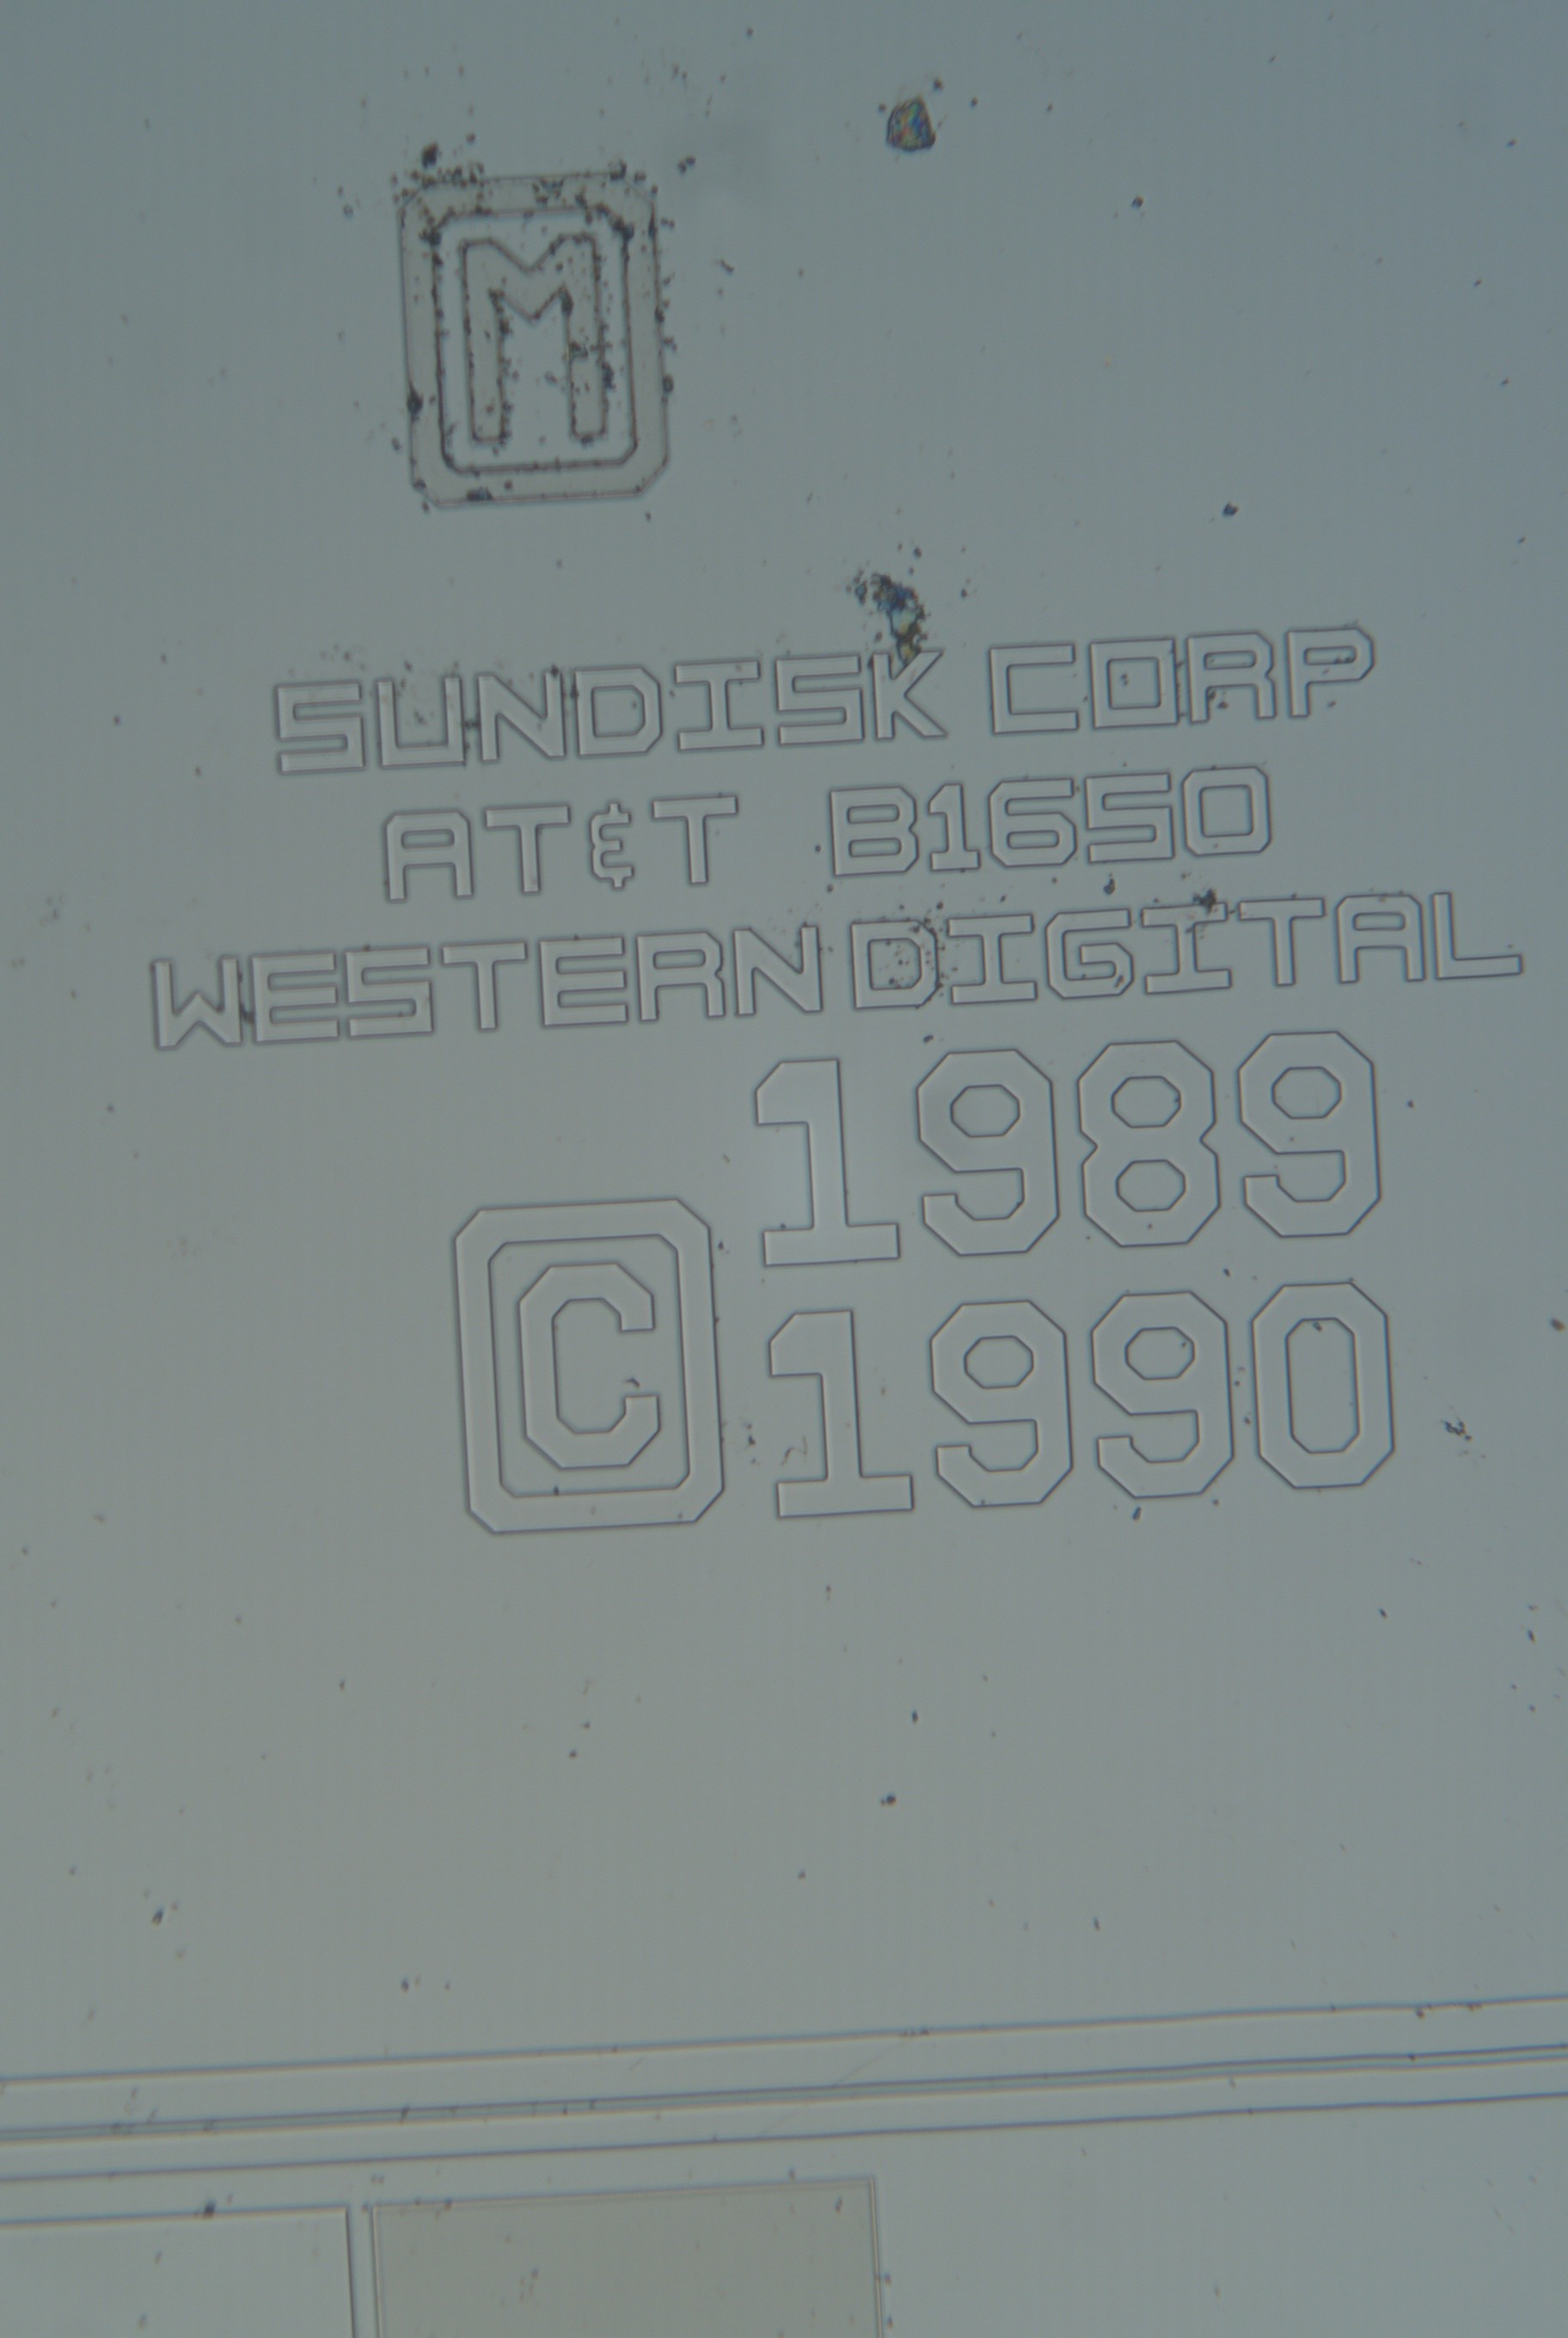 M
SUNDISK CORP
AT&T B1650
WESTERN DIGITAL
1989
© 1990